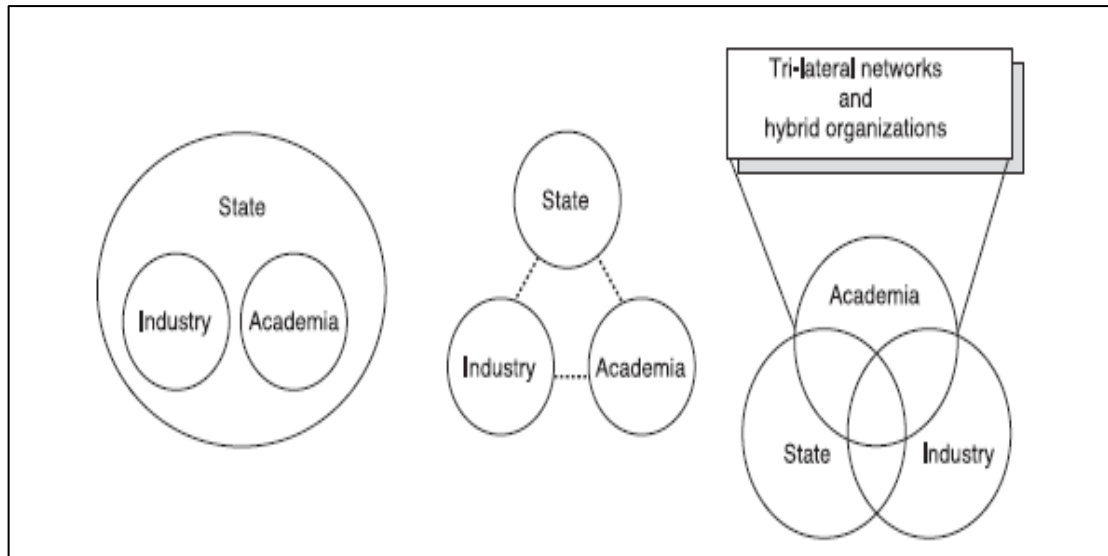 State
Industry
Academia
State
Industry
Academia
Tri-lateral networks
and
hybrid organizations
Academia
State
Industry